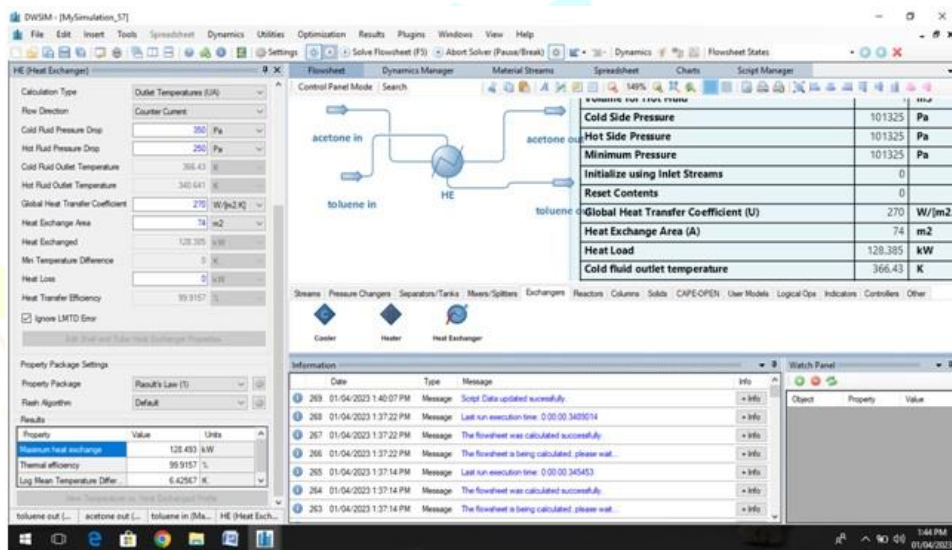 DWSIM - [MySimulation_57]
File Edit Insert Tools Spreadsheet Dynamics Utilities Optimization Results Plugins Windows View Help
Settings Solve Flowsheet (F5) Abort Solver (Pause/Break) Dynamics Flowsheet States
HE (Heat Exchanger)
Calculation Type Outlet Temperatures (UA)
Flow Direction Counter Current
Cold Fluid Pressure Drop 350 Pa
Hot Fluid Pressure Drop 250 Pa
Cold Fluid Outlet Temperature 366.43 K
Hot Fluid Outlet Temperature 340.641 K
Global Heat Transfer Coefficient 270 W/[m2.K]
Heat Exchange Area 74 m2
Heat Exchanged 128.385 kW
Min Temperature Difference 0 K
Heat Loss 0 kW
Heat Transfer Efficiency 99.9157 %
Ignore LMTD Error
Edit Shell and Tube Heat Exchanger Properties
Property Package Settings
Property Package Raoult's Law (1)
Flash Algorithm Default
Results
Property Value Units
Maximum heat exchange 128.493 kW
Thermal efficiency 99.9157 %
Log Mean Temperature Differ... 6.42567 K
View Temperature vs. Heat Exchanged Profile
toluene out (... acetone out (... toluene in (Ma... HE (Heat Exch...
Flowsheet Dynamics Manager Material Streams Spreadsheet Charts Script Manager
Control Panel Mode Search 149%
acetone in
acetone ou
toluene in
HE
toluene o
Volume for Hot Fluid 1 m3
Cold Side Pressure 101325 Pa
Hot Side Pressure 101325 Pa
Minimum Pressure 101325 Pa
Initialize using Inlet Streams 0
Reset Contents 0
Global Heat Transfer Coefficient (U) 270 W/[m2
Heat Exchange Area (A) 74 m2
Heat Load 128.385 kW
Cold fluid outlet temperature 366.43 K
Streams Pressure Changers Separators/Tanks Mixers/Splitters Exchangers Reactors Columns Solids CAPE-OPEN User Models Logical Ops Indicators Controllers Other
Cooler Heater Heat Exchanger
Information
Date Type Message Info
269 01/04/2023 1:40:07 PM Message Script Data updated sucessfully. + Info
268 01/04/2023 1:37:22 PM Message Last run execution time: 0:00:00.3489014 + Info
267 01/04/2023 1:37:22 PM Message The flowsheet was calculated successfully. + Info
266 01/04/2023 1:37:22 PM Message The flowsheet is being calculated, please wait... + Info
265 01/04/2023 1:37:14 PM Message Last run execution time: 0:00:00.345453 + Info
264 01/04/2023 1:37:14 PM Message The flowsheet was calculated successfully. + Info
263 01/04/2023 1:37:14 PM Message The flowsheet is being calculated, please wait... + Info
Watch Panel
Object Property Value
1:44 PM
01/04/2023